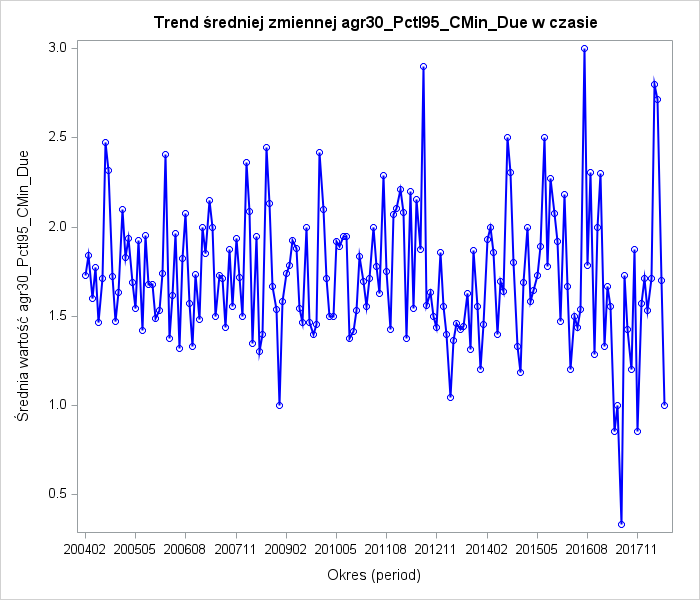 Trend średniej zmiennej agr30_Pctl95_CMin_Due w czasie
Średnia wartość agr30_Pctl95_CMin_Due
3.0
2.5
2.0
1.5
1.0
0.5
200402 200505 200608 200711 200902 201005 201108 201211 201402 201505 201608 201711
Okres (period)